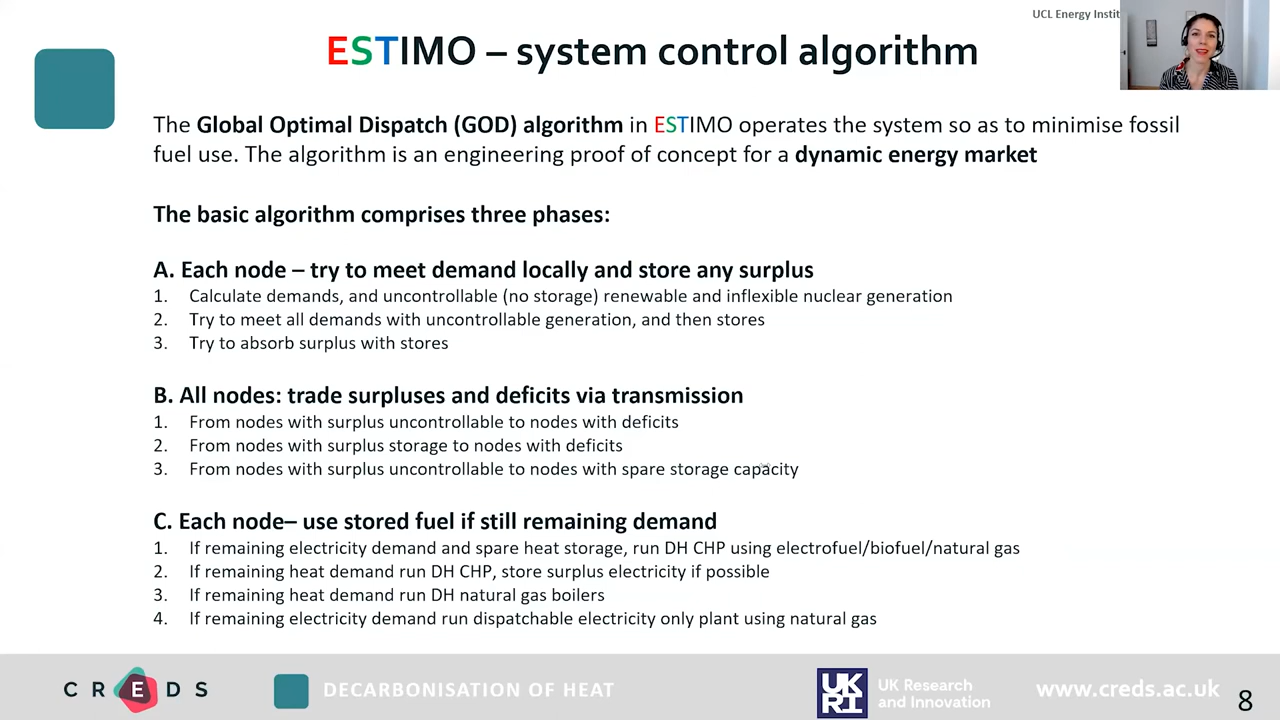 UCL Energy Instit
ESTIMO – system control algorithm
The Global Optimal Dispatch (GOD) algorithm in ESTIMO operates the system so as to minimise fossil
fuel use. The algorithm is an engineering proof of concept for a dynamic energy market
The basic algorithm comprises three phases:
A. Each node – try to meet demand locally and store any surplus
1. Calculate demands, and uncontrollable (no storage) renewable and inflexible nuclear generation
2. Try to meet all demands with uncontrollable generation, and then stores
3. Try to absorb surplus with stores
B. All nodes: trade surpluses and deficits via transmission
1. From nodes with surplus uncontrollable to nodes with deficits
2. From nodes with surplus storage to nodes with deficits
3. From nodes with surplus uncontrollable to nodes with spare storage capacity
C. Each node– use stored fuel if still remaining demand
1. If remaining electricity demand and spare heat storage, run DH CHP using electrofuel/biofuel/natural gas
2. If remaining heat demand run DH CHP, store surplus electricity if possible
3. If remaining heat demand run DH natural gas boilers
4. If remaining electricity demand run dispatchable electricity only plant using natural gas
CREDS
DECARBONISATION OF HEAT
UKRI
UK Research
and Innovation
www.creds.ac.uk
8